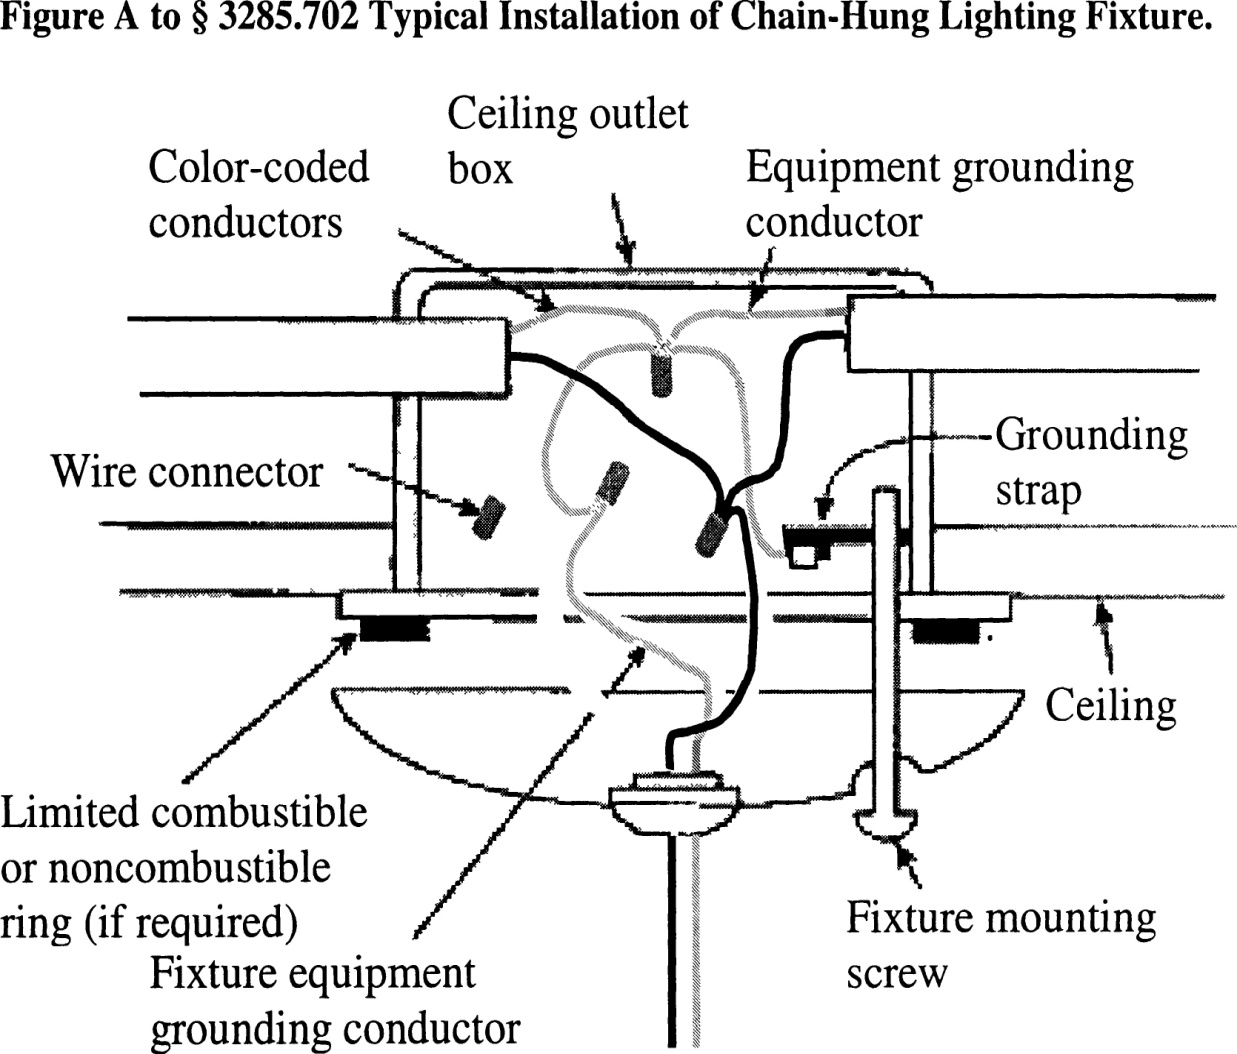 Figure A to § 3285.702 Typical Installation of Chain-Hung Lighting Fixture.
Ceiling outlet
box
Color-coded
conductors
Equipment grounding
conductor
Wire connector
Grounding
strap
Ceiling
Limited combustible
or noncombustible
ring (if required)
Fixture equipment
grounding conductor
Fixture mounting
screw